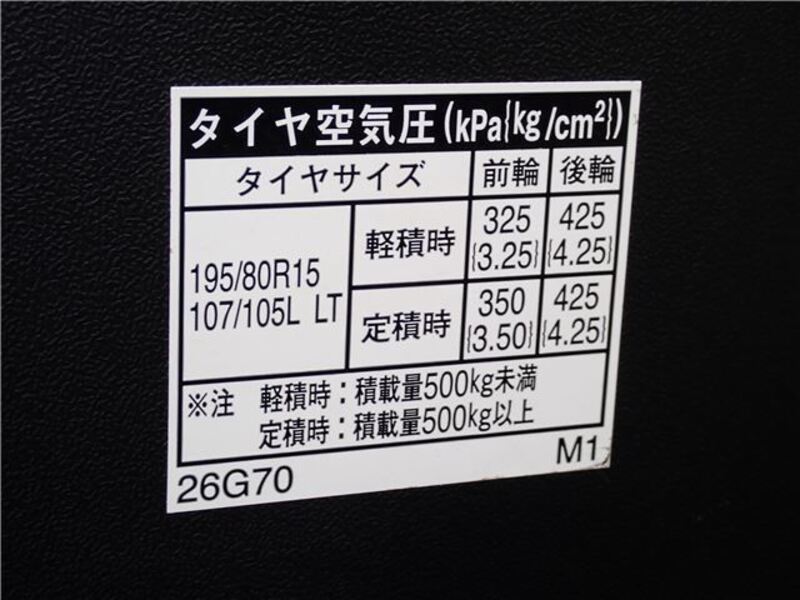 タイヤ空気圧(kPa{kg/cm²})
タイヤサイズ 前輪 後輪
195/80R15
107/105L LT
軽積時 325 425
{3.25} {4.25}
定積時 350 425
{3.50} {4.25}
※注 軽積時:積載量500kg未満
定積時:積載量500kg以上
26G70 M1